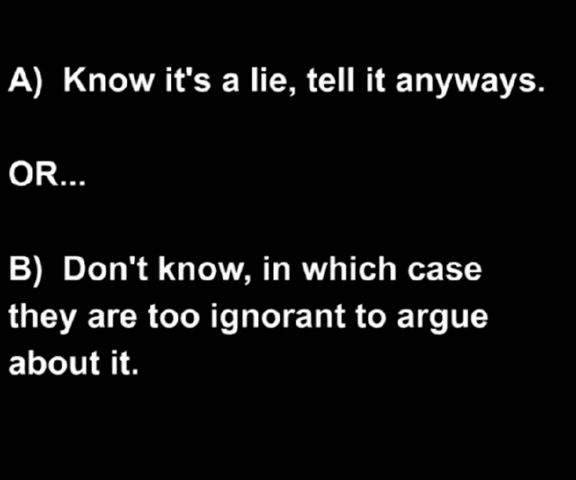 A) Know it's a lie, tell it anyways.
OR...
B) Don't know, in which case
they are too ignorant to argue
about it.